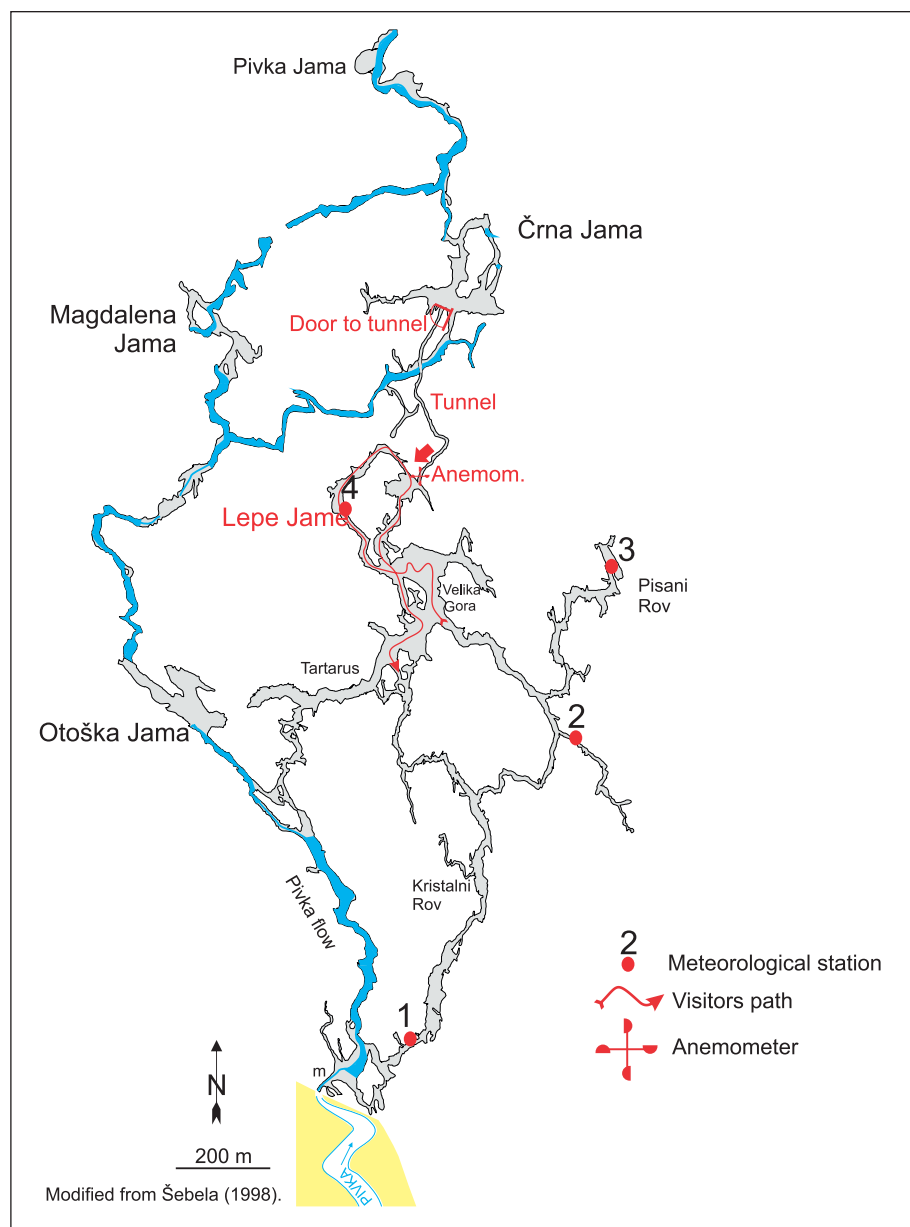 Pivka Jama
Črna Jama
Magdalena
Jama
Door to tunnel
Tunnel
Anemom.
4
Lepe Jame
3
Velika
Gora
Pisani
Rov
Tartarus
2
Otoška Jama
Kristalni
Rov
Pivka flow
2
Meteorological station
Visitors path
1
Anemometer
m
N
200 m
PIVKA
Modified from Šebela (1998).